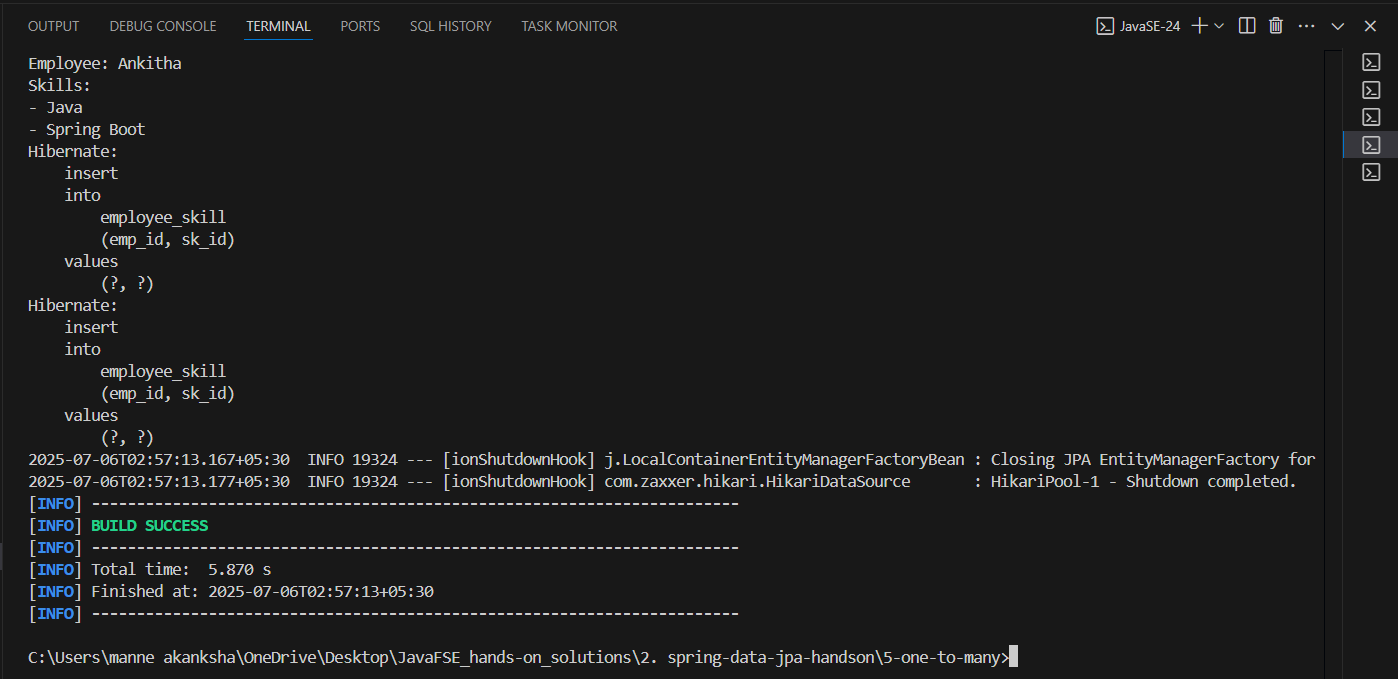 OUTPUT DEBUG CONSOLE TERMINAL PORTS SQL HISTORY TASK MONITOR JavaSE-24
Employee: Ankitha
Skills:
- Java
- Spring Boot
Hibernate:
    insert
    into
        employee_skill
        (emp_id, sk_id)
    values
        (?, ?)
Hibernate:
    insert
    into
        employee_skill
        (emp_id, sk_id)
    values
        (?, ?)
2025-07-06T02:57:13.167+05:30  INFO 19324 --- [ionShutdownHook] j.LocalContainerEntityManagerFactoryBean : Closing JPA EntityManagerFactory for
2025-07-06T02:57:13.177+05:30  INFO 19324 --- [ionShutdownHook] com.zaxxer.hikari.HikariDataSource       : HikariPool-1 - Shutdown completed.
[INFO] ------------------------------------------------------------------------
[INFO] BUILD SUCCESS
[INFO] ------------------------------------------------------------------------
[INFO] Total time:  5.870 s
[INFO] Finished at: 2025-07-06T02:57:13+05:30
[INFO] ------------------------------------------------------------------------
C:\Users\manne akanksha\OneDrive\Desktop\JavaFSE_hands-on_solutions\2. spring-data-jpa-handson\5-one-to-many>